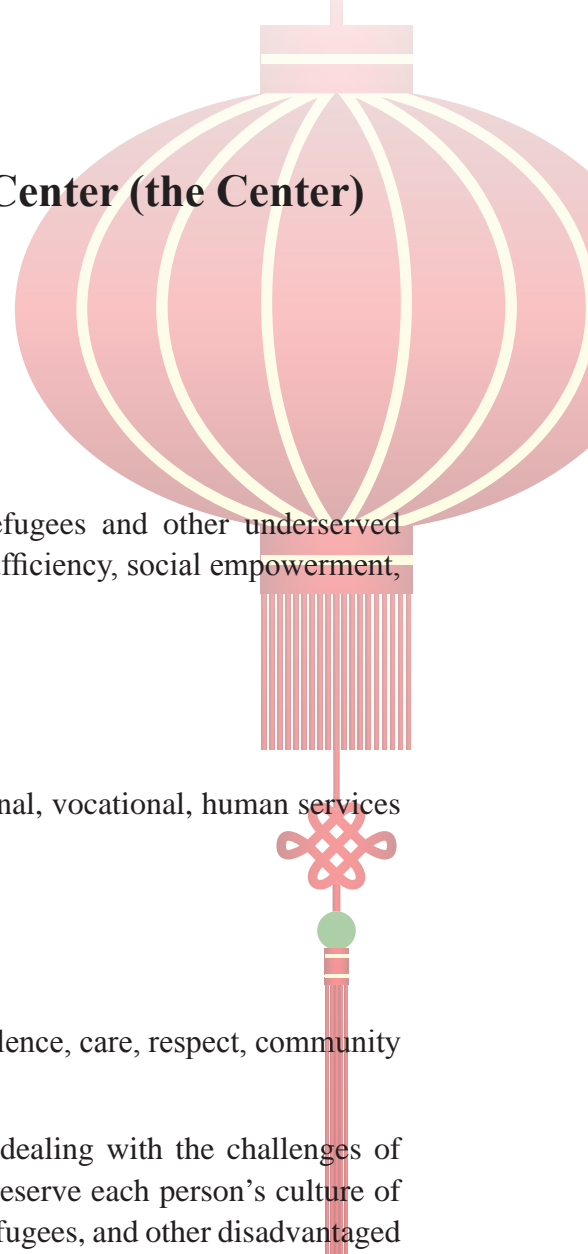 Center (the Center)
efugees and other underserved
fficiency, social empowerment,
nal, vocational, human services
lence, care, respect, community
dealing with the challenges of
reserve each person’s culture of
fugees, and other disadvantaged